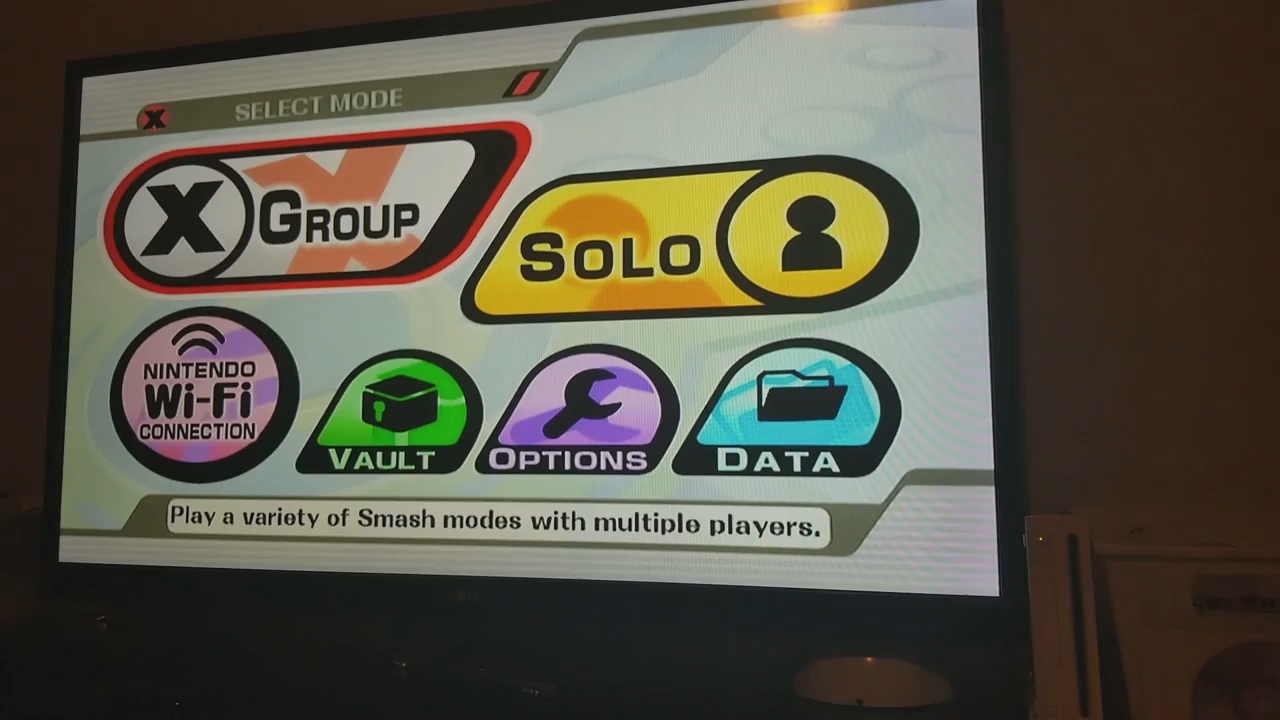 X SELECT MODE
X GROUP
SOLO
NINTENDO
Wi-Fi
CONNECTION
VAULT
OPTIONS
DATA
Play a variety of Smash modes with multiple players.